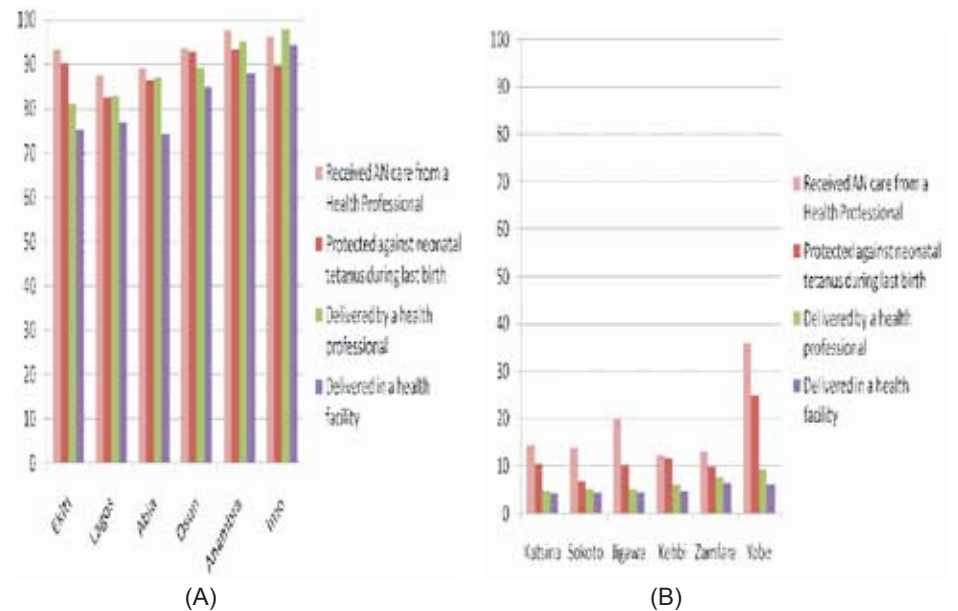 100
90
80
70
60
50
40
30
20
10
0
Ekiti
Lagos
Abia
Osun
Anambra
Imo
Received AN care from a
Health Professional
Protected against neonatal
tetanus during last birth
Delivered by a health
professional
Delivered in a health
facility
(A)
100
90
80
70
60
50
40
30
20
10
0
Katsina Sokoto Jigawa Kebbi Zamfara Yobe
Received AN care from a
Health Professional
Protected against neonatal
tetanus during last birth
Delivered by a health
professional
Delivered in a health
facility
(B)